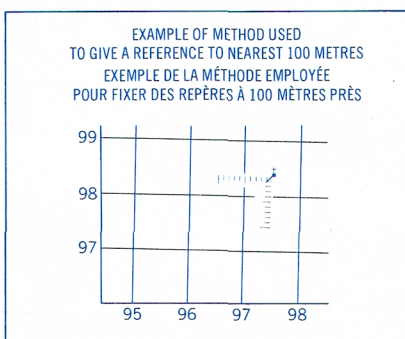 EXAMPLE OF METHOD USED
TO GIVE A REFERENCE TO NEAREST 100 METRES
EXEMPLE DE LA MÉTHODE EMPLOYÉE
POUR FIXER DES REPÈRES À 100 MÈTRES PRÈS
99
98
97
95 96 97 98